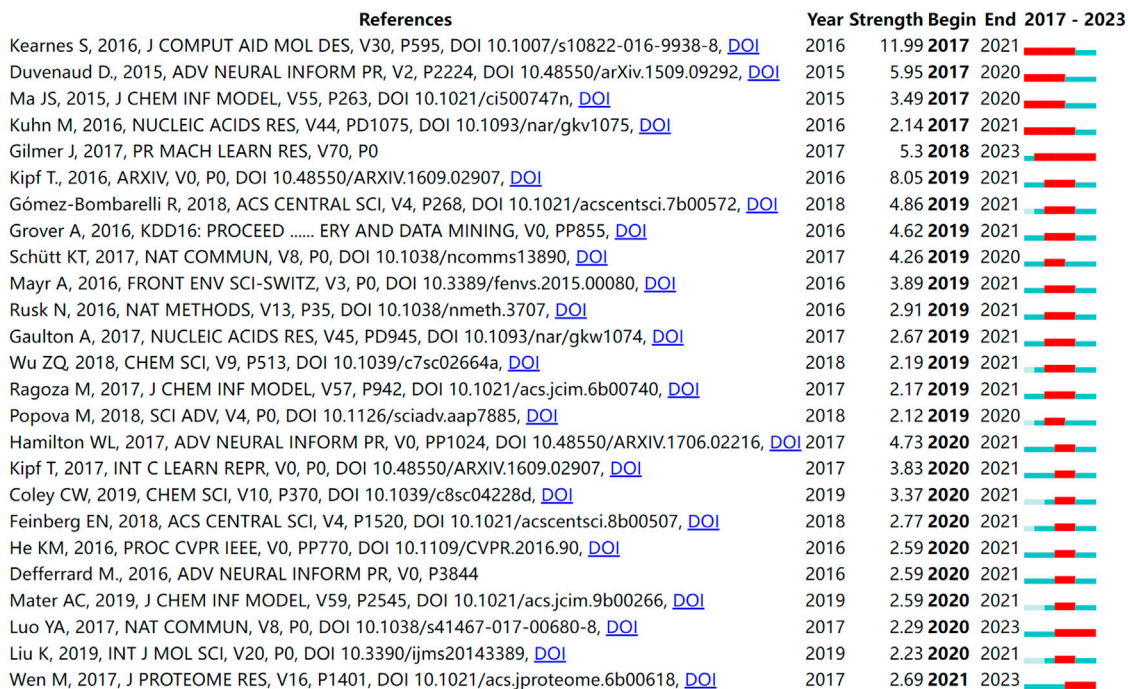 References Year Strength Begin End 2017 - 2023
Kearnes S, 2016, J COMPUT AID MOL DES, V30, P595, DOI 10.1007/s10822-016-9938-8, DOI 2016 11.99 2017 2021
Duvenaud D., 2015, ADV NEURAL INFORM PR, V2, P2224, DOI 10.48550/arXiv.1509.09292, DOI 2015 5.95 2017 2020
Ma JS, 2015, J CHEM INF MODEL, V55, P263, DOI 10.1021/ci500747n, DOI 2015 3.49 2017 2020
Kuhn M, 2016, NUCLEIC ACIDS RES, V44, PD1075, DOI 10.1093/nar/gkv1075, DOI 2016 2.14 2017 2021
Gilmer J, 2017, PR MACH LEARN RES, V70, P0 2017 5.3 2018 2023
Kipf T., 2016, ARXIV, V0, P0, DOI 10.48550/ARXIV.1609.02907, DOI 2016 8.05 2019 2021
Gómez-Bombarelli R, 2018, ACS CENTRAL SCI, V4, P268, DOI 10.1021/acscentsci.7b00572, DOI 2018 4.86 2019 2021
Grover A, 2016, KDD16: PROCEED ...... ERY AND DATA MINING, V0, PP855, DOI 2016 4.62 2019 2021
Schütt KT, 2017, NAT COMMUN, V8, P0, DOI 10.1038/ncomms13890, DOI 2017 4.26 2019 2020
Mayr A, 2016, FRONT ENV SCI-SWITZ, V3, P0, DOI 10.3389/fenvs.2015.00080, DOI 2016 3.89 2019 2021
Rusk N, 2016, NAT METHODS, V13, P35, DOI 10.1038/nmeth.3707, DOI 2016 2.91 2019 2021
Gaulton A, 2017, NUCLEIC ACIDS RES, V45, PD945, DOI 10.1093/nar/gkw1074, DOI 2017 2.67 2019 2021
Wu ZQ, 2018, CHEM SCI, V9, P513, DOI 10.1039/c7sc02664a, DOI 2018 2.19 2019 2021
Ragoza M, 2017, J CHEM INF MODEL, V57, P942, DOI 10.1021/acs.jcim.6b00740, DOI 2017 2.17 2019 2021
Popova M, 2018, SCI ADV, V4, P0, DOI 10.1126/sciadv.aap7885, DOI 2018 2.12 2019 2020
Hamilton WL, 2017, ADV NEURAL INFORM PR, V0, PP1024, DOI 10.48550/ARXIV.1706.02216, DOI 2017 4.73 2020 2021
Kipf T, 2017, INT C LEARN REPR, V0, P0, DOI 10.48550/ARXIV.1609.02907, DOI 2017 3.83 2020 2021
Coley CW, 2019, CHEM SCI, V10, P370, DOI 10.1039/c8sc04228d, DOI 2019 3.37 2020 2021
Feinberg EN, 2018, ACS CENTRAL SCI, V4, P1520, DOI 10.1021/acscentsci.8b00507, DOI 2018 2.77 2020 2021
He KM, 2016, PROC CVPR IEEE, V0, PP770, DOI 10.1109/CVPR.2016.90, DOI 2016 2.59 2020 2021
Defferrard M., 2016, ADV NEURAL INFORM PR, V0, P3844 2016 2.59 2020 2021
Mater AC, 2019, J CHEM INF MODEL, V59, P2545, DOI 10.1021/acs.jcim.9b00266, DOI 2019 2.59 2020 2021
Luo YA, 2017, NAT COMMUN, V8, P0, DOI 10.1038/s41467-017-00680-8, DOI 2017 2.29 2020 2023
Liu K, 2019, INT J MOL SCI, V20, P0, DOI 10.3390/ijms20143389, DOI 2019 2.23 2020 2021
Wen M, 2017, J PROTEOME RES, V16, P1401, DOI 10.1021/acs.jproteome.6b00618, DOI 2017 2.69 2021 2023